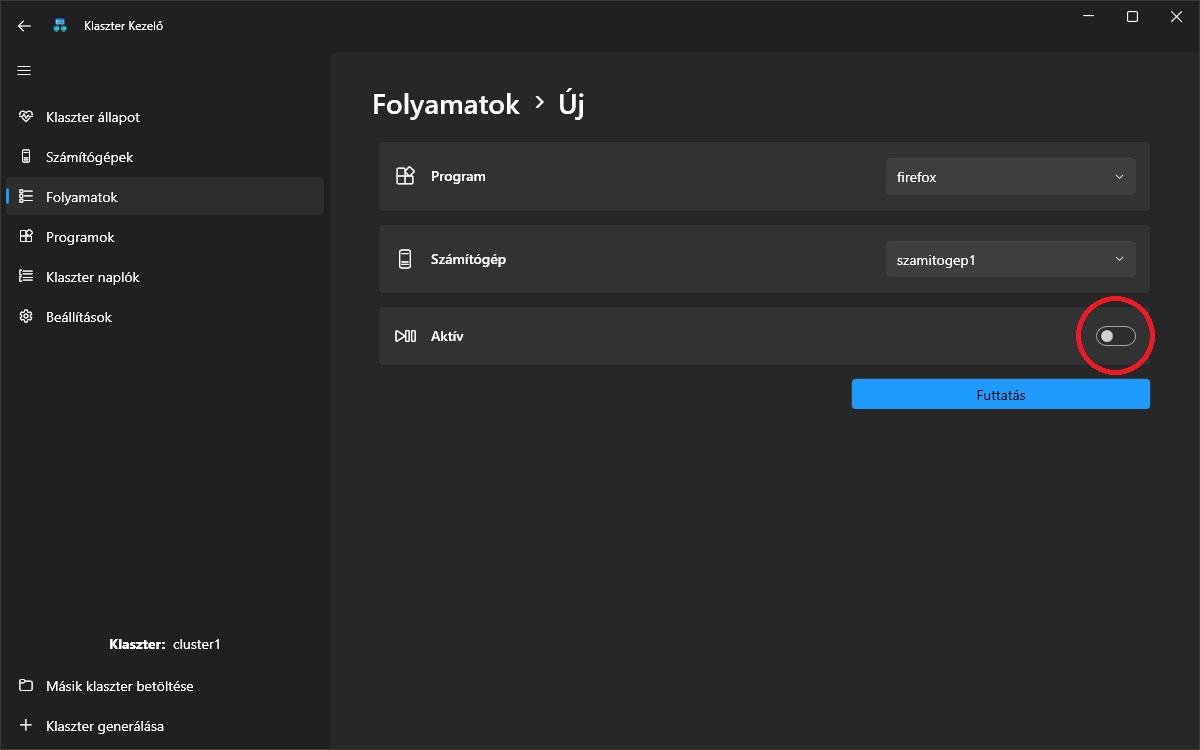 Klaszter Kezelő
Klaszter állapot
Számítógépek
Folyamatok
Programok
Klaszter naplók
Beállítások
Klaszter: cluster1
Másik klaszter betöltése
Klaszter generálása
Folyamatok > Új
Program
firefox
Számítógép
szamitogep1
Aktív
Futtatás